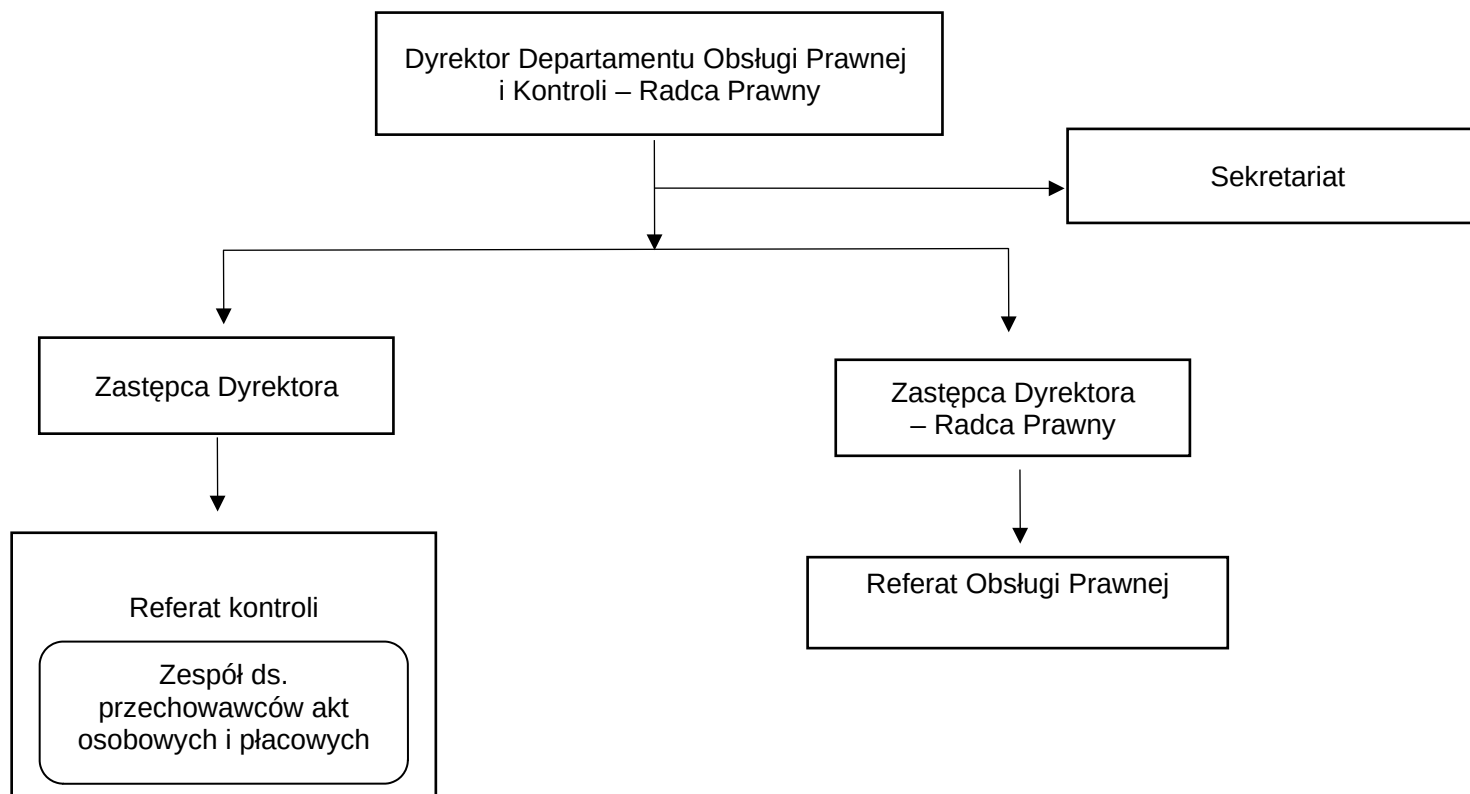 Dyrektor Departamentu Obsługi Prawnej
i Kontroli – Radca Prawny
Sekretariat
Zastępca Dyrektora
Zastępca Dyrektora
– Radca Prawny
Referat Obsługi Prawnej
Referat kontroli
Zespół ds.
przechowawców akt
osobowych i płacowych